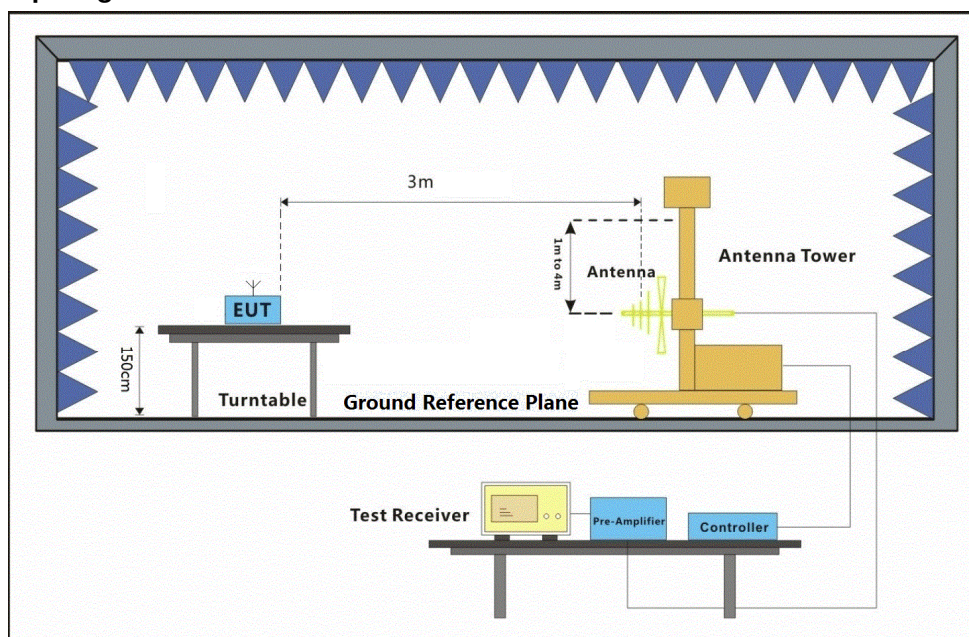 3m
1m to 4m
Antenna
Antenna Tower
EUT
150cm
Turntable
Ground Reference Plane
Test Receiver
Pre-Amplifier
Controller